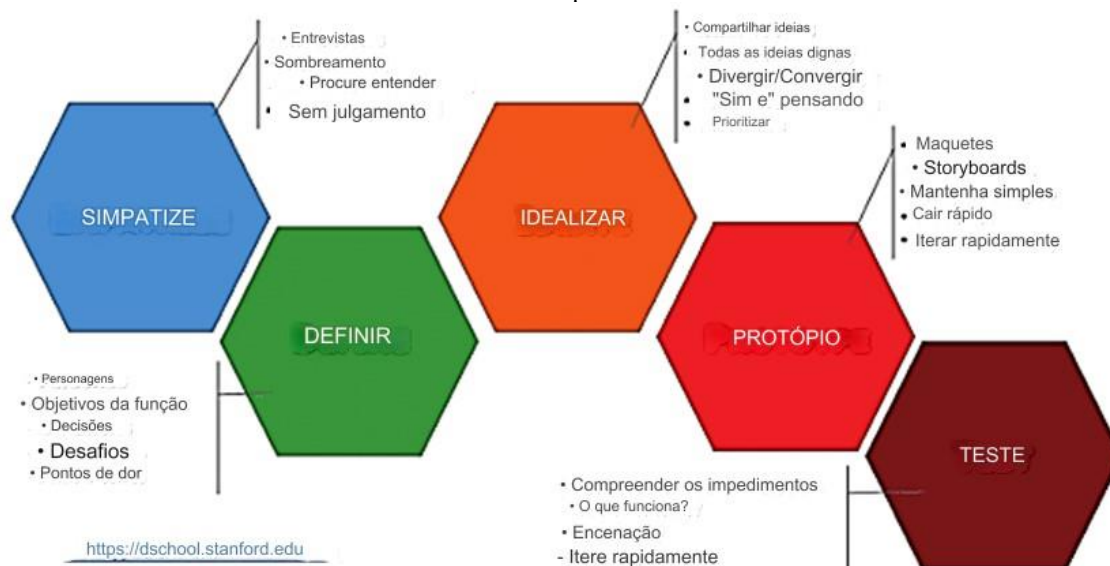 • Entrevistas
• Sombreamento
• Procure entender
• Sem julgamento
SIMPATIZE
• Personagens
• Objetivos da função
• Decisões
• Desafios
• Pontos de dor
DEFINIR
• Compartilhar ideias
• Todas as ideias dignas
• Divergir/Convergir
• "Sim e" pensando
• Prioritizar
IDEALIZAR
• Maquetes
• Storyboards
• Mantenha simples
• Cair rápido
• Iterar rapidamente
PROTÓPIO
• Compreender os impedimentos
• O que funciona?
• Encenação
- Itere rapidamente
TESTE
https://dschool.stanford.edu